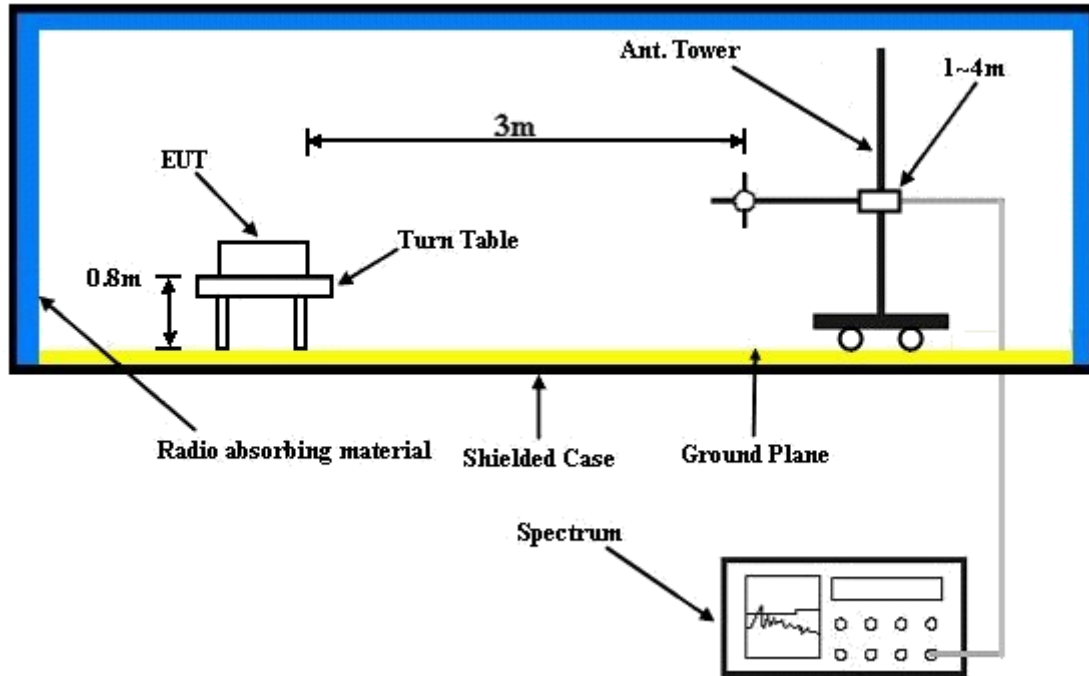 Ant. Tower
1~4m
3m
EUT
Turn Table
0.8m
Radio absorbing material
Shielded Case
Ground Plane
Spectrum